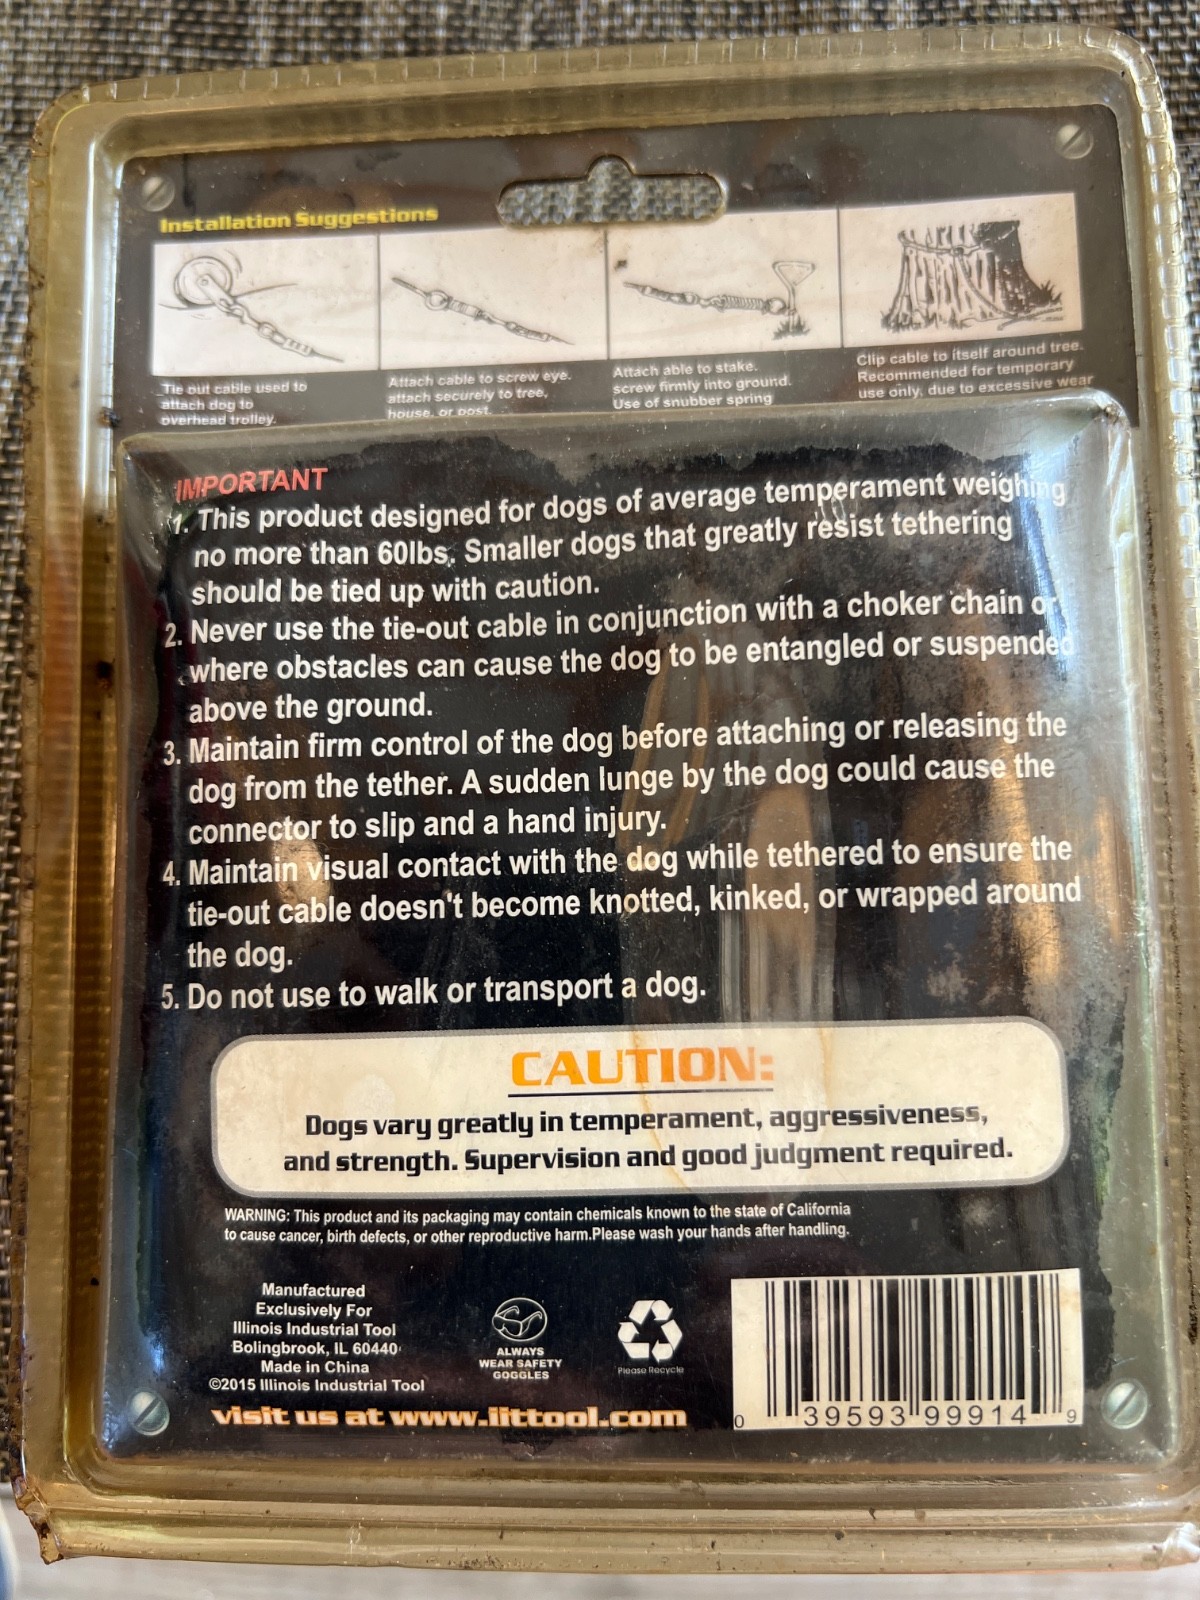 Installation Suggestions
Tie out cable used to
attach dog to
overhead trolley.
Attach cable to screw eye.
attach securely to tree,
house, or post.
Attach able to stake.
screw firmly into ground.
Use of snubber spring
Clip cable to itself around tree.
Recommended for temporary
use only, due to excessive wear
IMPORTANT
1. This product designed for dogs of average temperament weighing
no more than 60lbs. Smaller dogs that greatly resist tethering
should be tied up with caution.
2. Never use the tie-out cable in conjunction with a choker chain or
where obstacles can cause the dog to be entangled or suspended
above the ground.
3. Maintain firm control of the dog before attaching or releasing the
dog from the tether. A sudden lunge by the dog could cause the
connector to slip and a hand injury.
4. Maintain visual contact with the dog while tethered to ensure the
tie-out cable doesn't become knotted, kinked, or wrapped around
the dog.
5. Do not use to walk or transport a dog.
CAUTION:
Dogs vary greatly in temperament, aggressiveness,
and strength. Supervision and good judgment required.
WARNING: This product and its packaging may contain chemicals known to the state of California
to cause cancer, birth defects, or other reproductive harm.Please wash your hands after handling.
Manufactured
Exclusively For
Illinois Industrial Tool
Bolingbrook, IL 60440
Made in China
©2015 Illinois Industrial Tool
visit us at www.iittool.com
ALWAYS
WEAR SAFETY
GOGGLES
Please Recycle
0 39593 99914 9